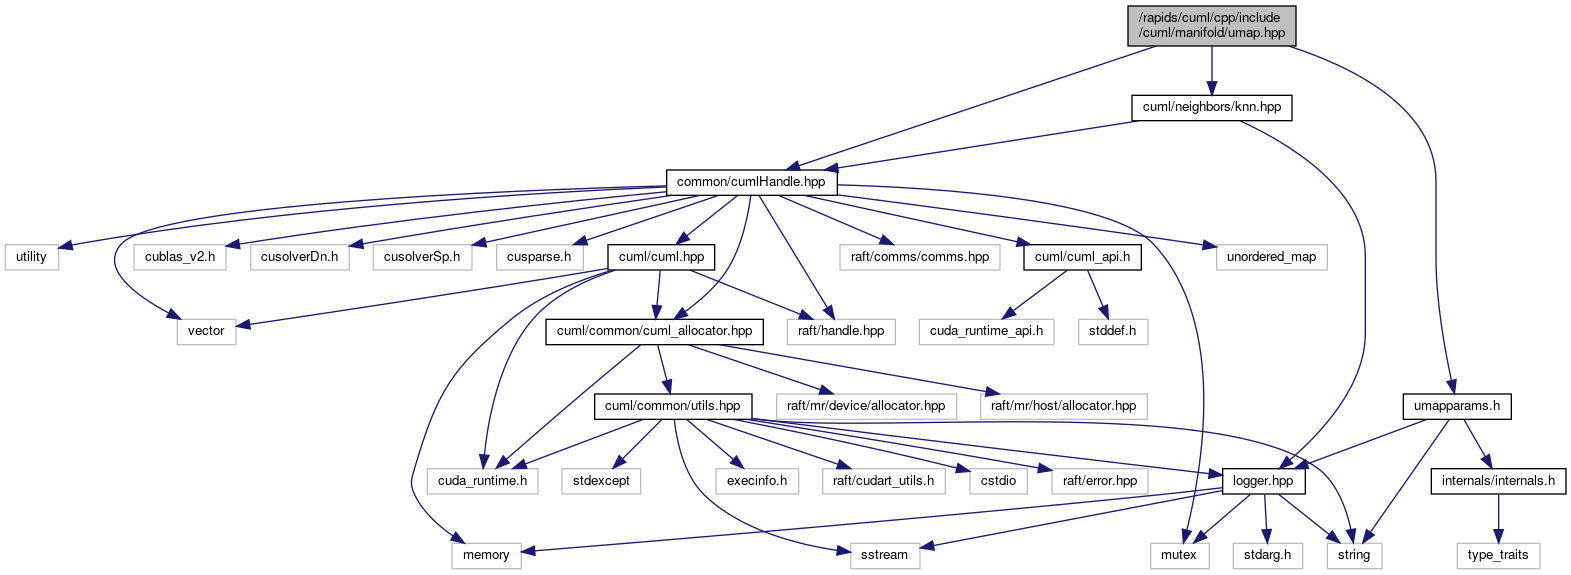 /rapids/cuml/cpp/include
/cuml/manifold/umap.hpp
cuml/neighbors/knn.hpp
common/cumlHandle.hpp
utility
cublas_v2.h
cusolverDn.h
cusolverSp.h
cusparse.h
cuml/cuml.hpp
raft/comms/comms.hpp
cuml/cuml_api.h
unordered_map
vector
cuml/common/cuml_allocator.hpp
raft/handle.hpp
cuda_runtime_api.h
stddef.h
cuml/common/utils.hpp
raft/mr/device/allocator.hpp
raft/mr/host/allocator.hpp
umapparams.h
cuda_runtime.h
stdexcept
execinfo.h
raft/cudart_utils.h
cstdio
raft/error.hpp
logger.hpp
internals/internals.h
memory
sstream
mutex
stdarg.h
string
type_traits